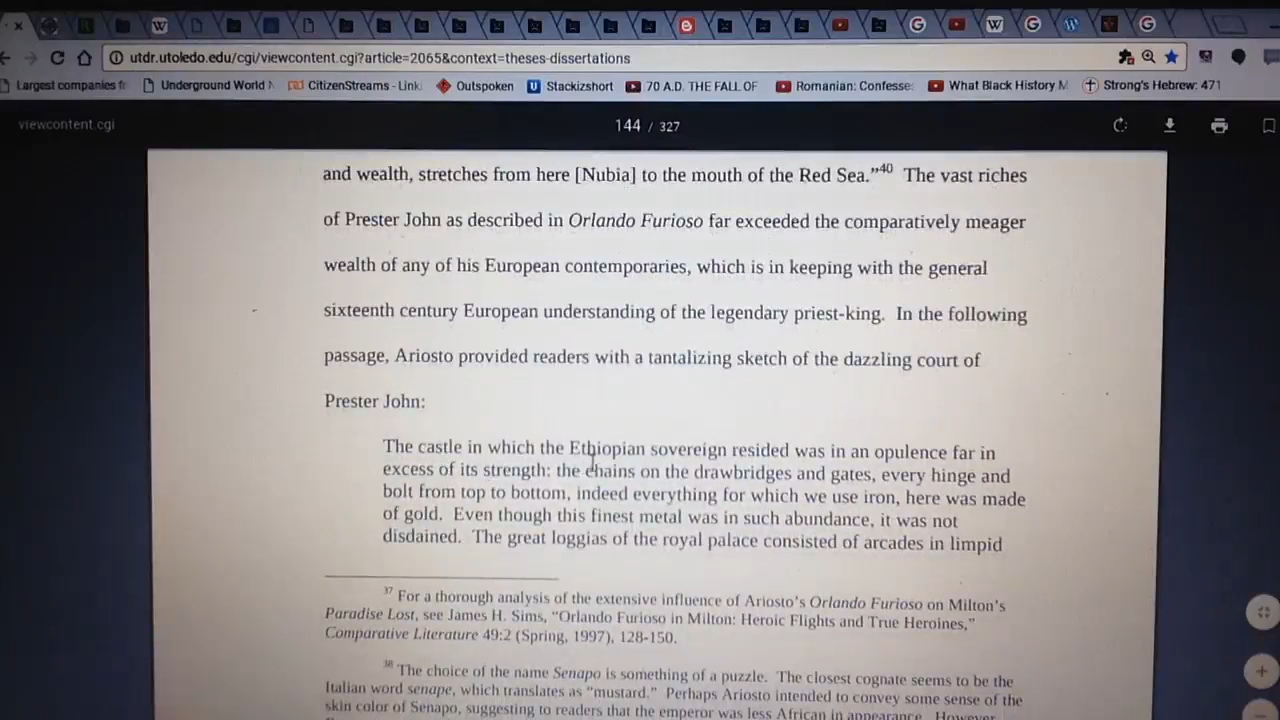 utdr.utoledo.edu/cgi/viewcontent.cgi?article=2065&context=theses-dissertations
Largest companies
Underground World
CitizenStreams - Link
Outspoken
Stackizshort
70 A.D. THE FALL OF
Romanian: Confesse
What Black History M
Strong's Hebrew: 471
viewcontent.cgi
144 / 327
and wealth, stretches from here [Nubia] to the mouth of the Red Sea.”40 The vast riches
of Prester John as described in Orlando Furioso far exceeded the comparatively meager
wealth of any of his European contemporaries, which is in keeping with the general
sixteenth century European understanding of the legendary priest-king. In the following
passage, Ariosto provided readers with a tantalizing sketch of the dazzling court of
Prester John:
The castle in which the Ethiopian sovereign resided was in an opulence far in
excess of its strength: the chains on the drawbridges and gates, every hinge and
bolt from top to bottom, indeed everything for which we use iron, here was made
of gold. Even though this finest metal was in such abundance, it was not
disdained. The great loggias of the royal palace consisted of arcades in limpid
37 For a thorough analysis of the extensive influence of Ariosto's Orlando Furioso on Milton's
Paradise Lost, see James H. Sims, “Orlando Furioso in Milton: Heroic Flights and True Heroines,”
Comparative Literature 49:2 (Spring, 1997), 128-150.
38 The choice of the name Senapo is something of a puzzle. The closest cognate seems to be the
Italian word senape, which translates as “mustard.” Perhaps Ariosto intended to convey some sense of the
skin color of Senapo, suggesting to readers that the emperor was less African in appearance. However